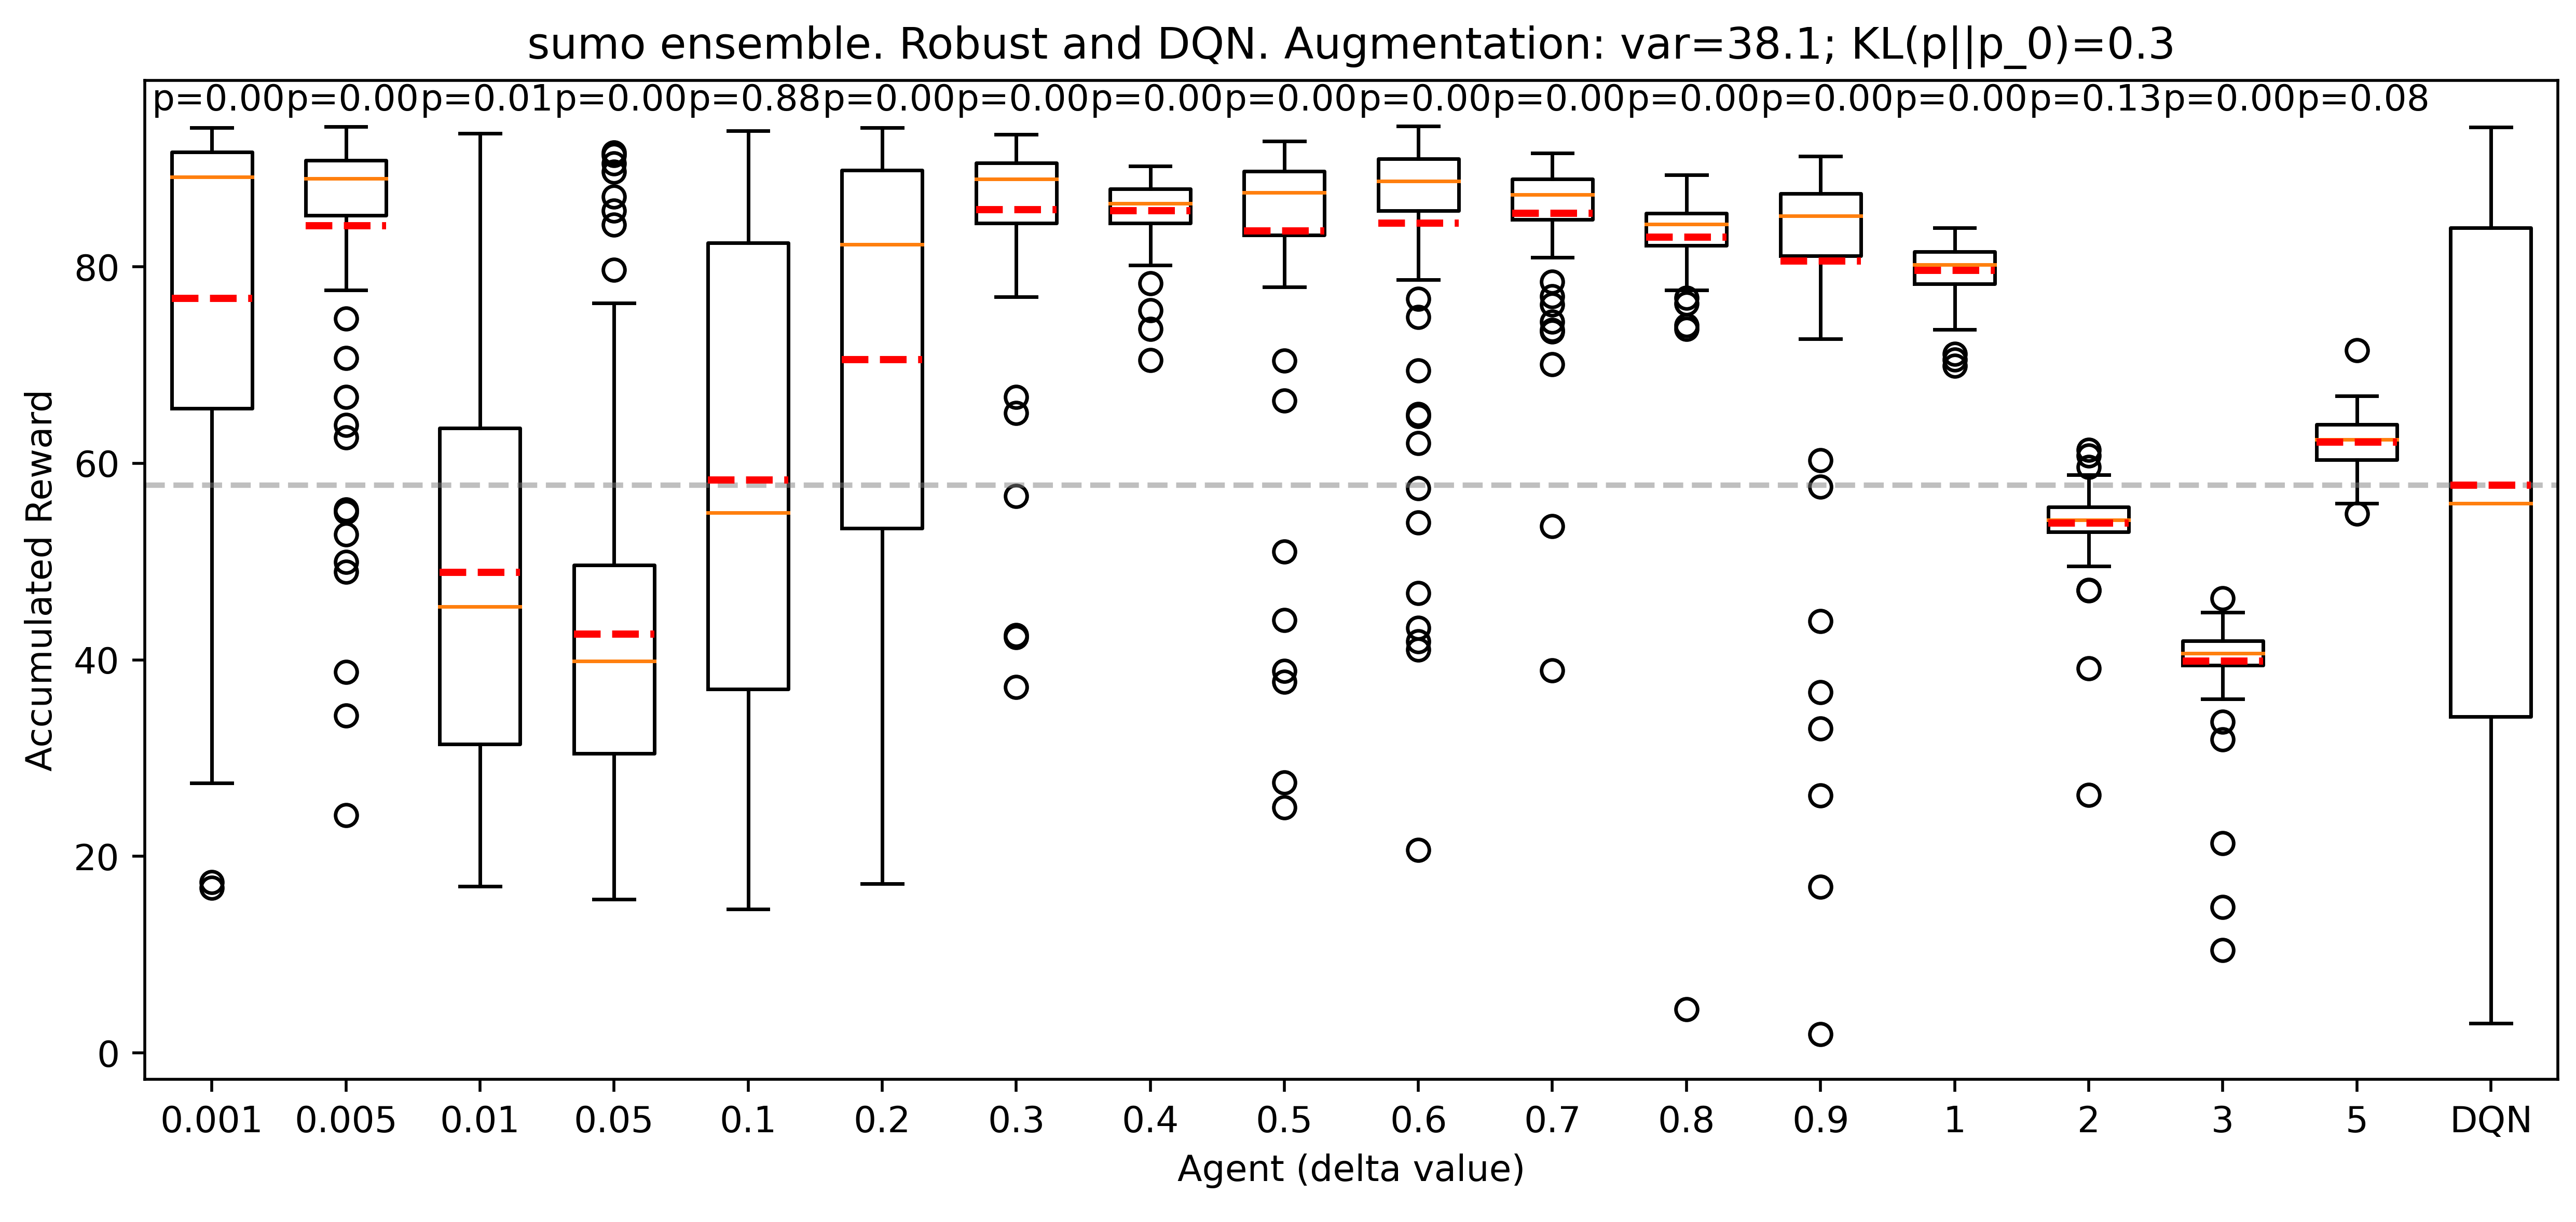 sumo ensemble. Robust and DQN. Augmentation: var=38.1; KL(p||p_0)=0.3
p=0.00p=0.00p=0.01p=0.00p=0.88p=0.00p=0.00p=0.00p=0.00p=0.00p=0.00p=0.00p=0.00p=0.00p=0.13p=0.00p=0.08
Accumulated Reward
80
60
40
20
0
0.001 0.005 0.01 0.05 0.1 0.2 0.3 0.4 0.5 0.6 0.7 0.8 0.9 1 2 3 5 DQN
Agent (delta value)